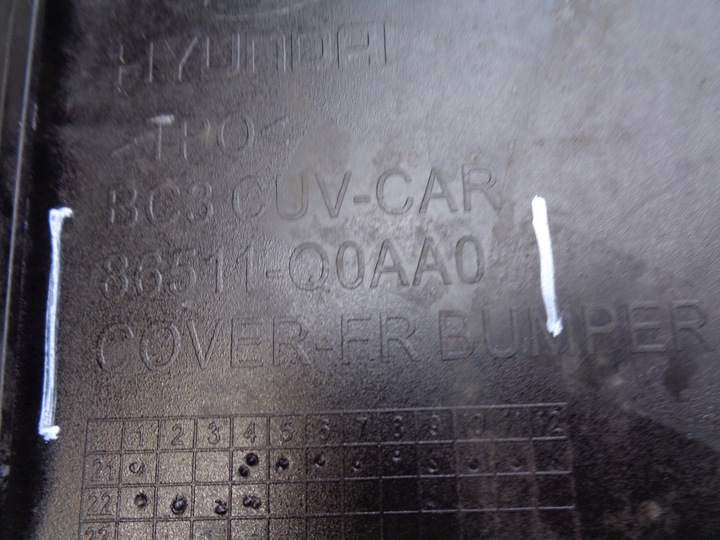 HYUNDAI
>TPO<
BC3 CUV-CAR
86511-Q0AA0
COVER-FR BUMPER
1 2 3 4 5 6 7 8 9 10 11 12
21
22
23